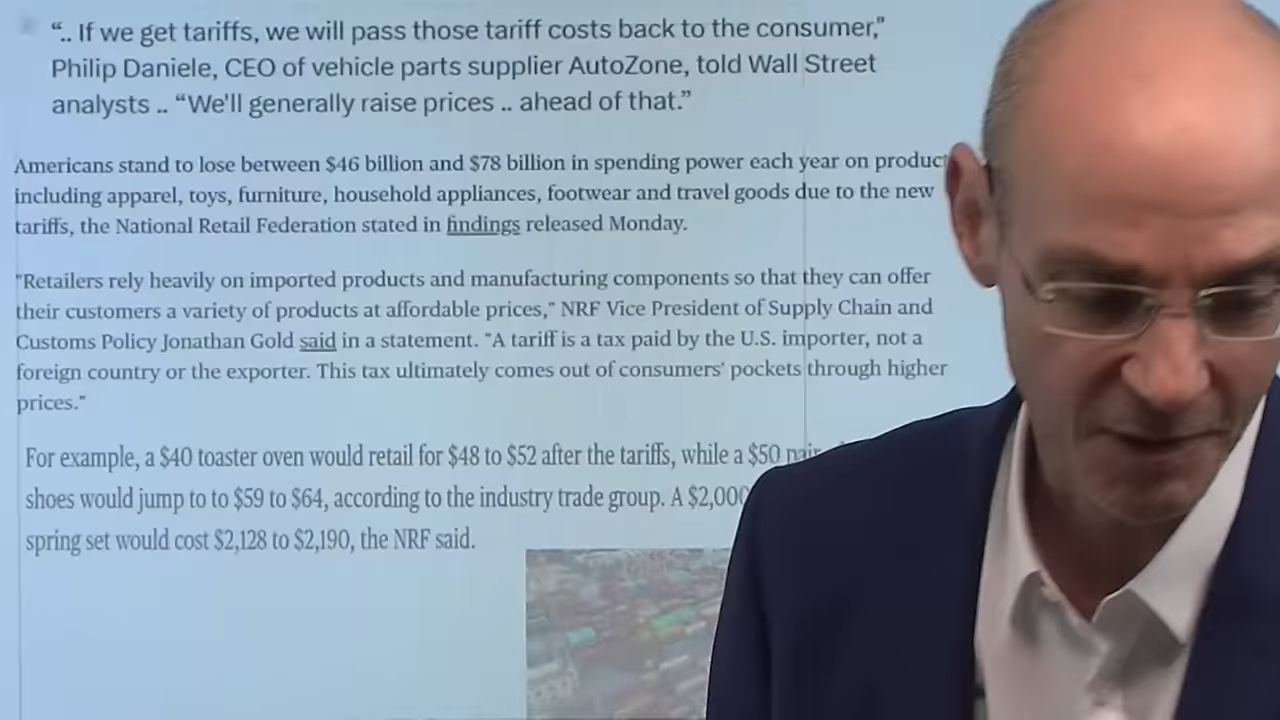 “.. If we get tariffs, we will pass those tariff costs back to the consumer,”
Philip Daniele, CEO of vehicle parts supplier AutoZone, told Wall Street
analysts .. “We'll generally raise prices .. ahead of that.”
Americans stand to lose between $46 billion and $78 billion in spending power each year on product
including apparel, toys, furniture, household appliances, footwear and travel goods due to the new
tariffs, the National Retail Federation stated in findings released Monday.
"Retailers rely heavily on imported products and manufacturing components so that they can offer
their customers a variety of products at affordable prices," NRF Vice President of Supply Chain and
Customs Policy Jonathan Gold said in a statement. "A tariff is a tax paid by the U.S. importer, not a
foreign country or the exporter. This tax ultimately comes out of consumers' pockets through higher
prices."
For example, a $40 toaster oven would retail for $48 to $52 after the tariffs, while a $50
shoes would jump to to $59 to $64, according to the industry trade group. A $2,000
spring set would cost $2,128 to $2,190, the NRF said.